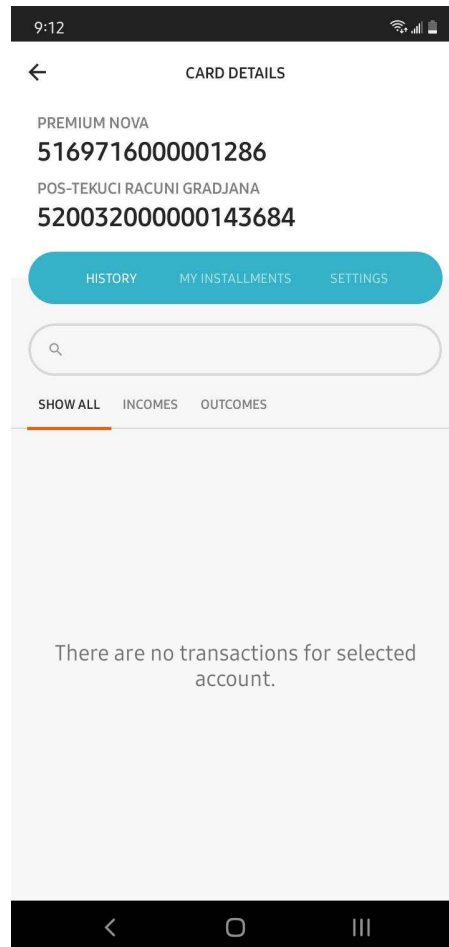 9:12
CARD DETAILS
PREMIUM NOVA
5169716000001286
POS-TEKUCI RACUNI GRADJANA
520032000000143684
HISTORY MY INSTALLMENTS SETTINGS
SHOW ALL INCOMES OUTCOMES
There are no transactions for selected
account.